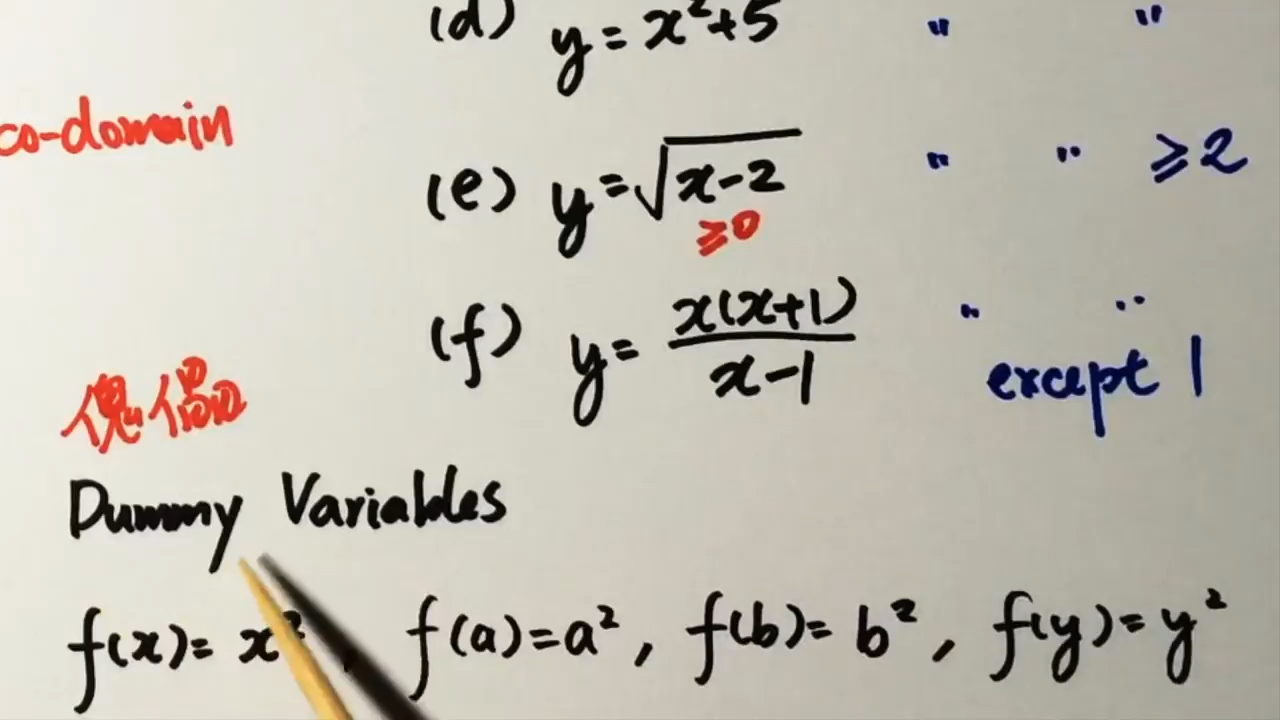 (d) y = x²+5 " "
co-domain
(e) y = √x-2 " " ≥2
≥0
(f) y = x(x+1)/x-1 " "
except 1
傀儡
Dummy Variables
f(x) = x², f(a) = a², f(b) = b², f(y) = y²